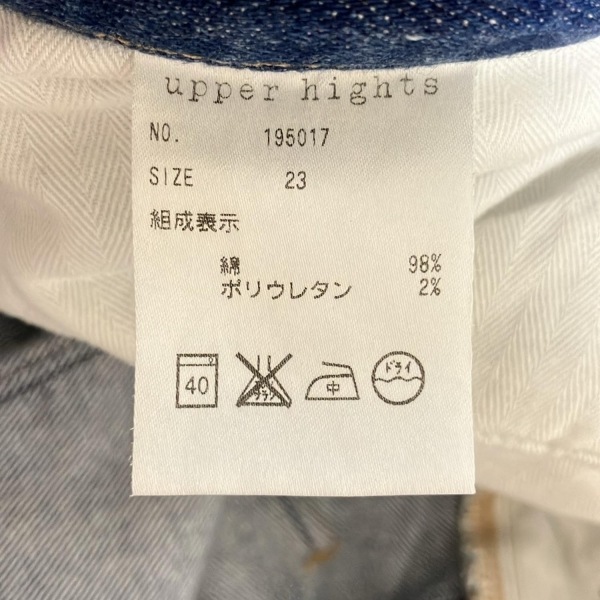 upper hights
NO. 195017
SIZE 23
組成表示
綿 98%
ポリウレタン 2%
40 中 ドライ